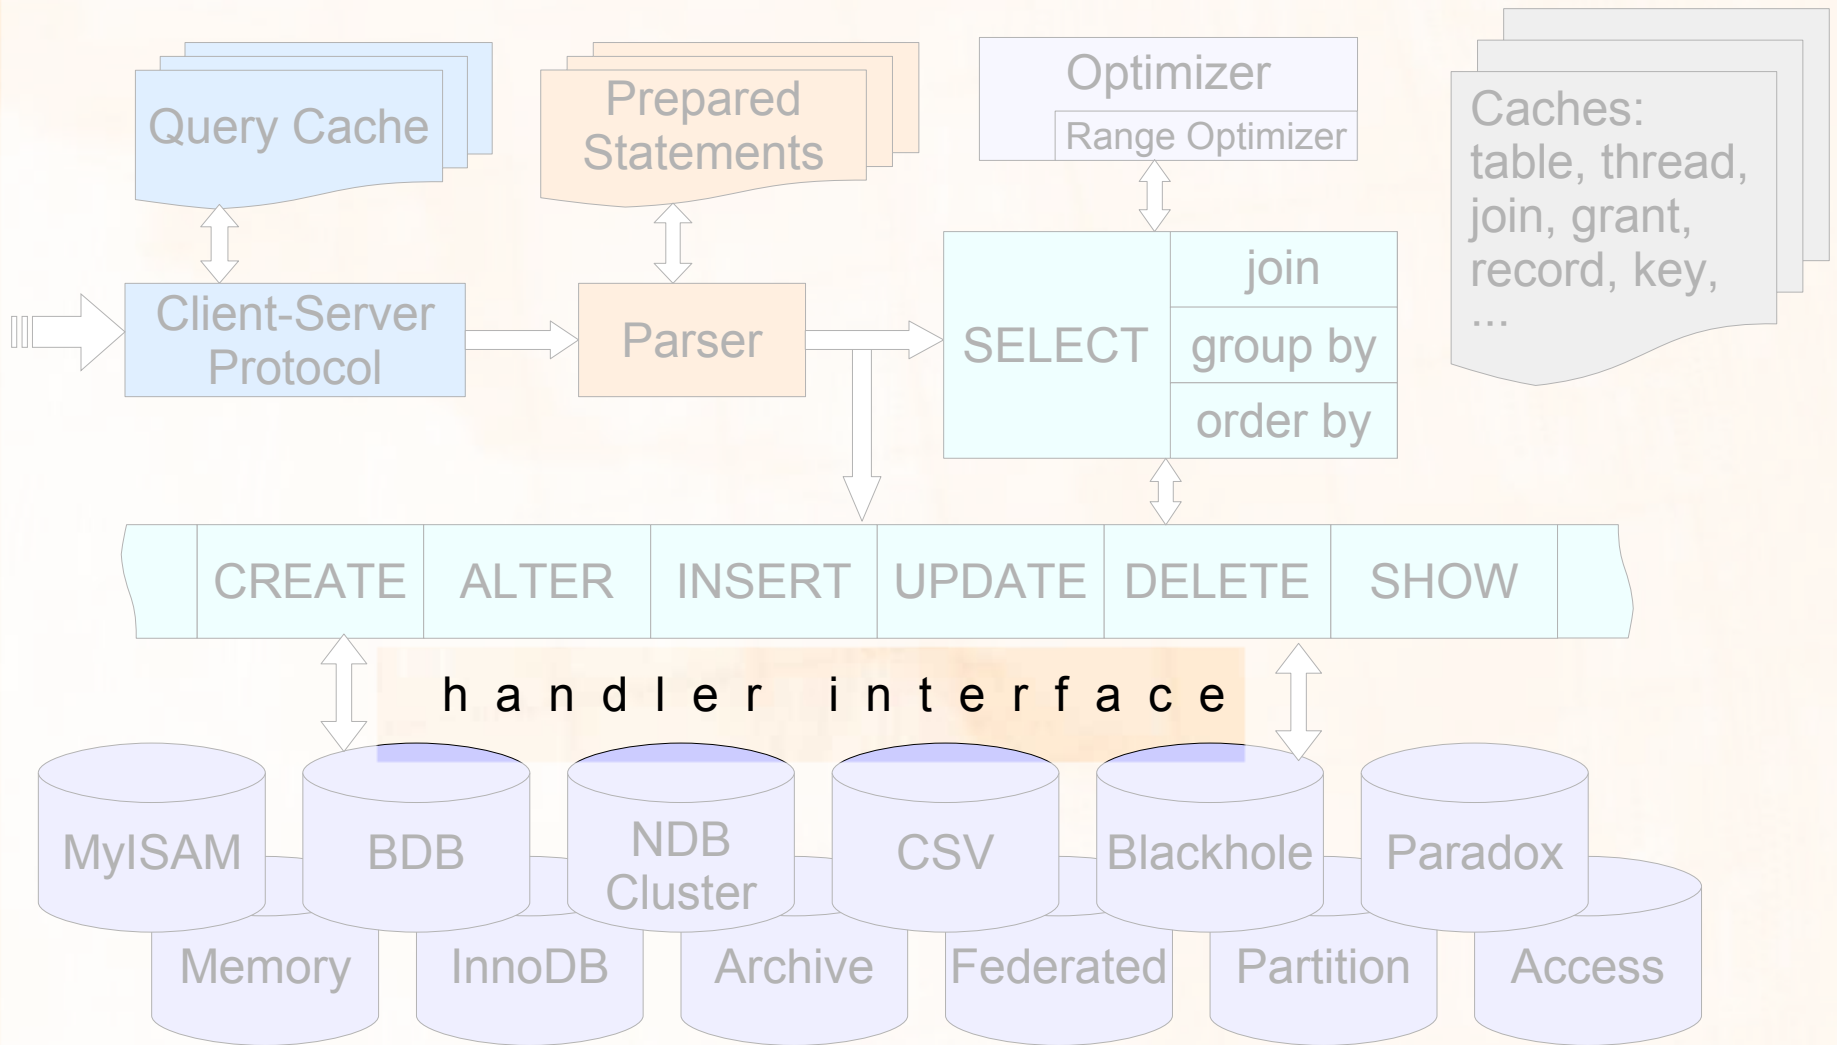 Query Cache
Prepared
Statements
Optimizer
Range Optimizer
Caches:
table, thread,
join, grant,
record, key,
...
Client-Server
Protocol
Parser
SELECT
join
group by
order by
CREATE
ALTER
INSERT
UPDATE
DELETE
SHOW
handler interface
MyISAM
BDB
NDB
Cluster
CSV
Blackhole
Paradox
Memory
InnoDB
Archive
Federated
Partition
Access